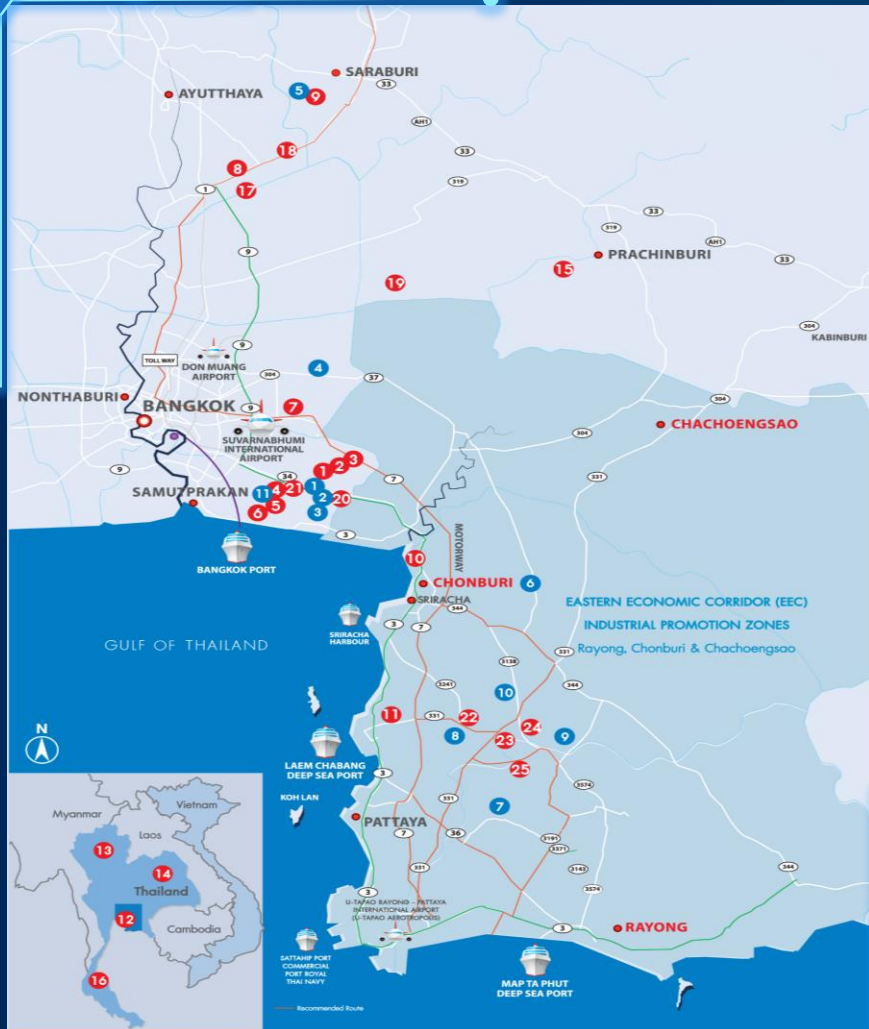 SARABURI
AYUTTHAYA
5
9
33
AH1
33
18
8
1
17
319
319
33
AH1
33
9
PRACHINBURI
15
19
304
KABINBURI
9
TOLL WAY
DON MUANG
AIRPORT
304
4
37
304
NONTHABURI
BANGKOK
9
7
CHACHOENGSAO
304
SUVARNABHUMI
INTERNATIONAL
AIRPORT
3
2
1
9
34
7
331
SAMUTPRAKAN
11
4
21
1
2
20
5
6
3
3
BANGKOK PORT
MOTORWAY
10
CHONBURI
6
SRIRACHA
344
EASTERN ECONOMIC CORRIDOR (EEC)
INDUSTRIAL PROMOTION ZONES
Rayong, Chonburi & Chachoengsao
SRIRACHA
HARBOUR
3
7
GULF OF THAILAND
331
3138
3241
344
10
11
331
22
24
8
23
9
N
LAEM CHABANG
DEEP SEA PORT
25
3
3574
KOH LAN
331
7
PATTAYA
7
36
3191
3371
331
3143
344
3574
3
U-TAPAO RAYONG - PATTAYA
INTERNATIONAL AIRPORT
(U-TAPAO AEROTROPOLIS)
3
RAYONG
SATTAHIP PORT
COMMERCIAL
PORT ROYAL
THAI NAVY
MAP TA PHUT
DEEP SEA PORT
Myanmar
Vietnam
Laos
13
14
Thailand
12
Cambodia
16
Recommended Route